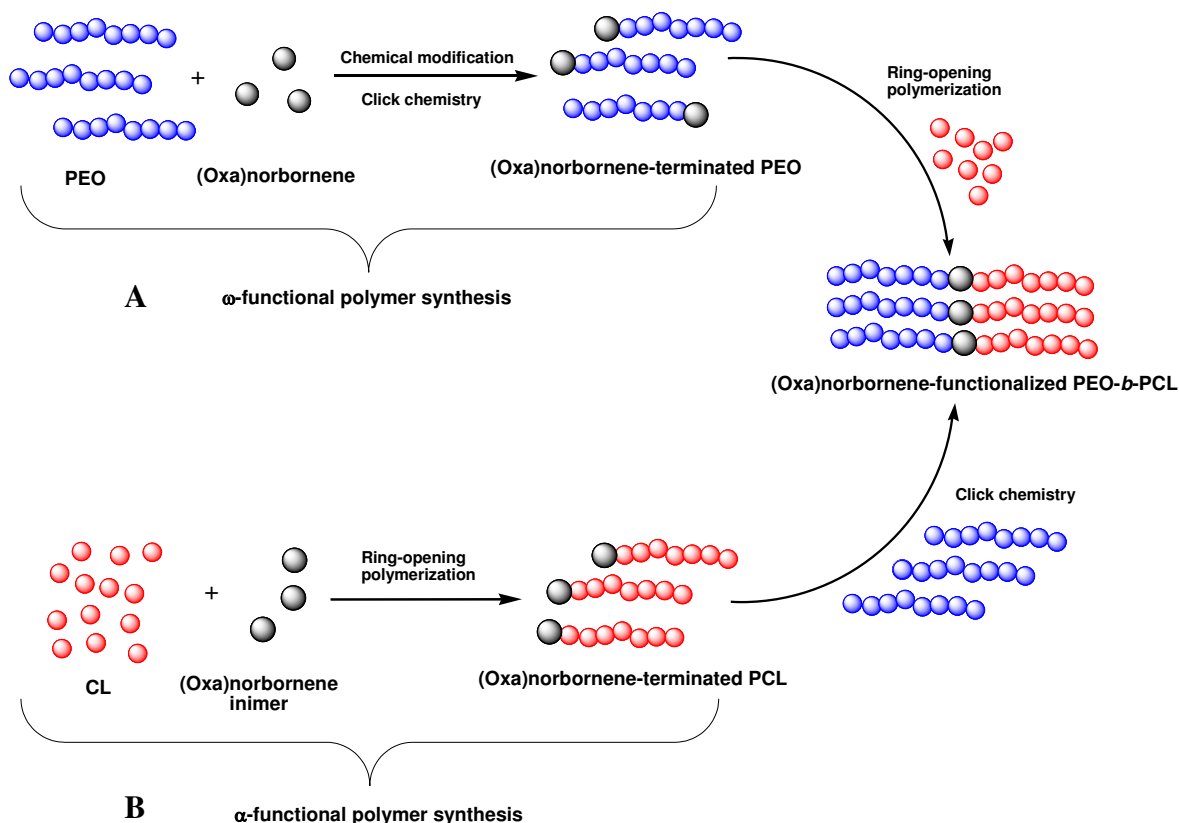 Chemical modification
Click chemistry
+
PEO
(Oxa)norbornene
(Oxa)norbornene-terminated PEO
Ring-opening
polymerization
A
ω-functional polymer synthesis
(Oxa)norbornene-functionalized PEO-b-PCL
Click chemistry
Ring-opening
polymerization
+
CL
(Oxa)norbornene
inimer
(Oxa)norbornene-terminated PCL
B
α-functional polymer synthesis